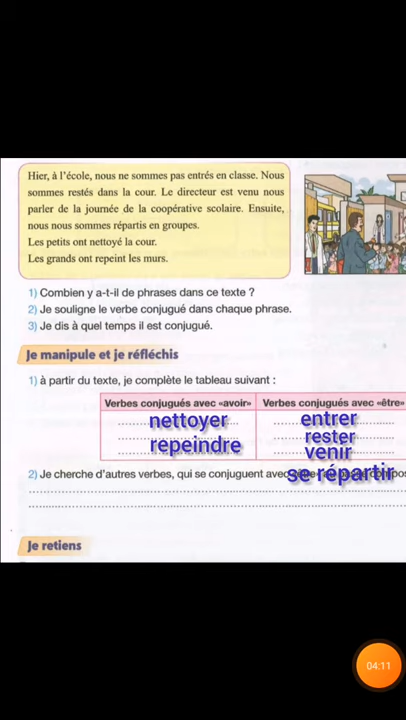 Hier, à l'école, nous ne sommes pas entrés en classe. Nous
sommes restés dans la cour. Le directeur est venu nous
parler de la journée de la coopérative scolaire. Ensuite,
nous nous sommes répartis en groupes.
Les petits ont nettoyé la cour.
Les grands ont repeint les murs.
1) Combien y a-t-il de phrases dans ce texte ?
2) Je souligne le verbe conjugué dans chaque phrase.
3) Je dis à quel temps il est conjugué.
Je manipule et je réfléchis
1) à partir du texte, je complète le tableau suivant :
Verbes conjugués avec «avoir» Verbes conjugués avec «être»
nettoyer entrer
repeindre rester
venir
se répartir
2) Je cherche d'autres verbes, qui se conjuguent avec
Je retiens
04:11